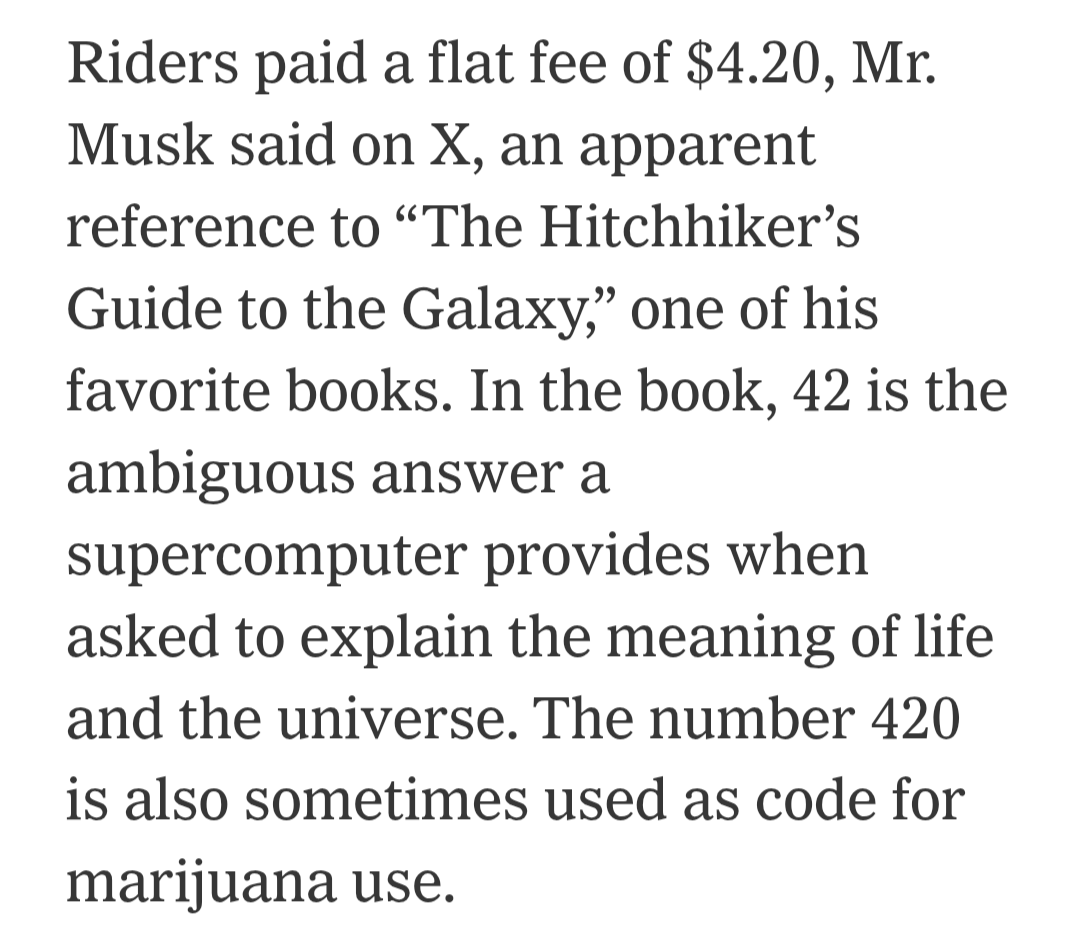 Riders paid a flat fee of $4.20, Mr.
Musk said on X, an apparent
reference to “The Hitchhiker’s
Guide to the Galaxy,” one of his
favorite books. In the book, 42 is the
ambiguous answer a
supercomputer provides when
asked to explain the meaning of life
and the universe. The number 420
is also sometimes used as code for
marijuana use.